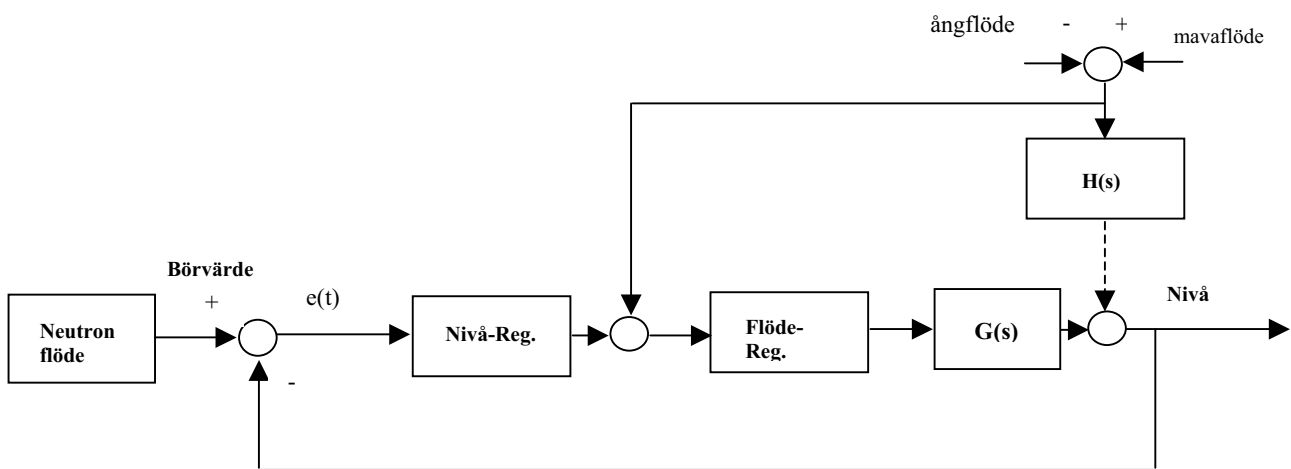 ångflöde - +
mavaflöde
H(s)
Börvärde
+
e(t)
Nivå
Neutron
flöde
Nivå-Reg.
Flöde-
Reg.
G(s)
-